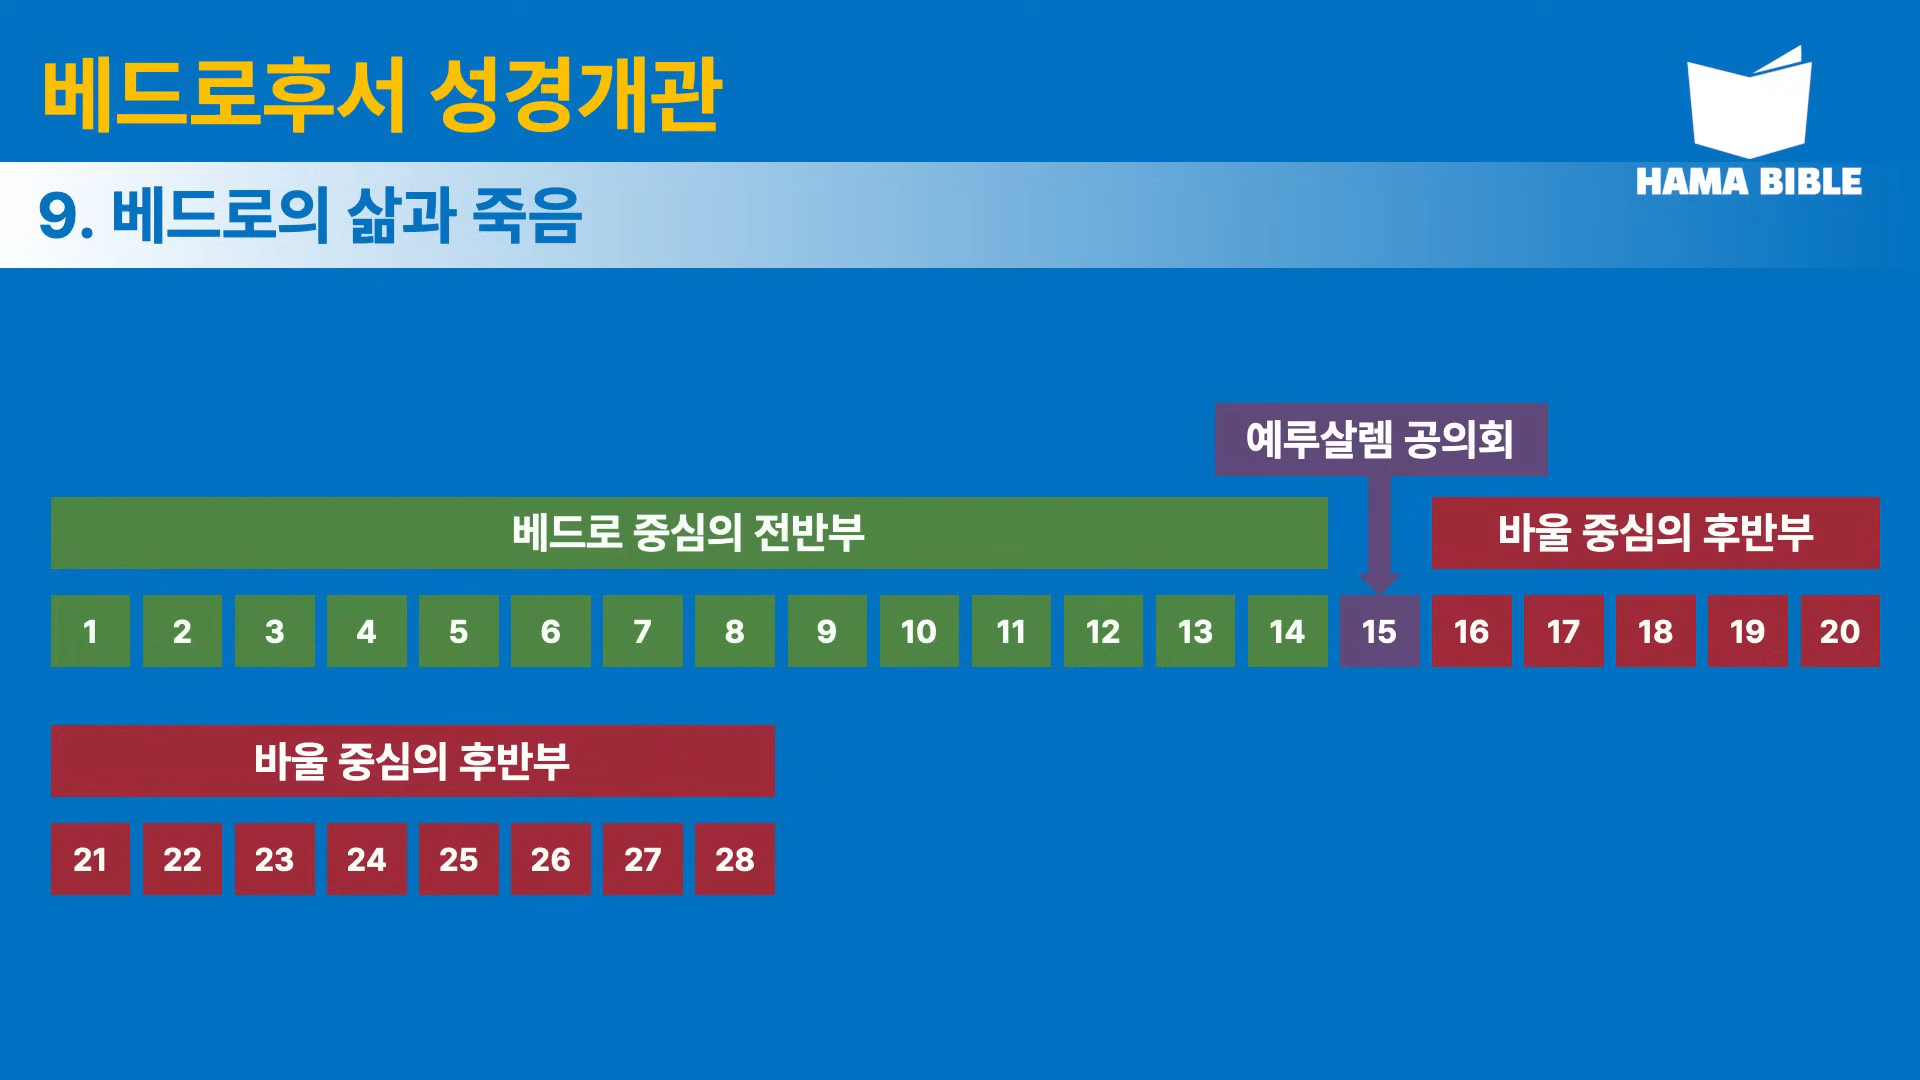 베드로후서 성경개관
HAMA BIBLE
9. 베드로의 삶과 죽음
예루살렘 공의회
베드로 중심의 전반부
바울 중심의 후반부
1 2 3 4 5 6 7 8 9 10 11 12 13 14 15 16 17 18 19 20
바울 중심의 후반부
21 22 23 24 25 26 27 28